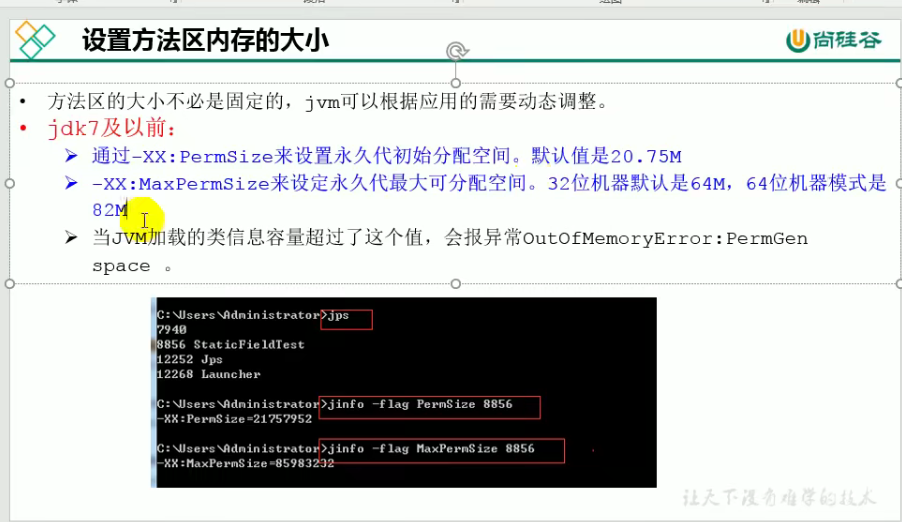 设置方法区内存的大小
尚硅谷
• 方法区的大小不必是固定的，jvm可以根据应用的需要动态调整。
• jdk7及以前：
➢ 通过-XX:PermSize来设置永久代初始分配空间。默认值是20.75M
➢ -XX:MaxPermSize来设定永久代最大可分配空间。32位机器默认是64M，64位机器模式是
82M
➢ 当JVM加载的类信息容量超过了这个值，会报异常OutOfMemoryError:PermGen
space 。
C:\Users\Administrator>jps
7940
8856 StaticFieldTest
12252 Jps
12268 Launcher
C:\Users\Administrator>jinfo -flag PermSize 8856
-XX:PermSize=21757952
C:\Users\Administrator>jinfo -flag MaxPermSize 8856
-XX:MaxPermSize=85983232
让天下没有难学的技术